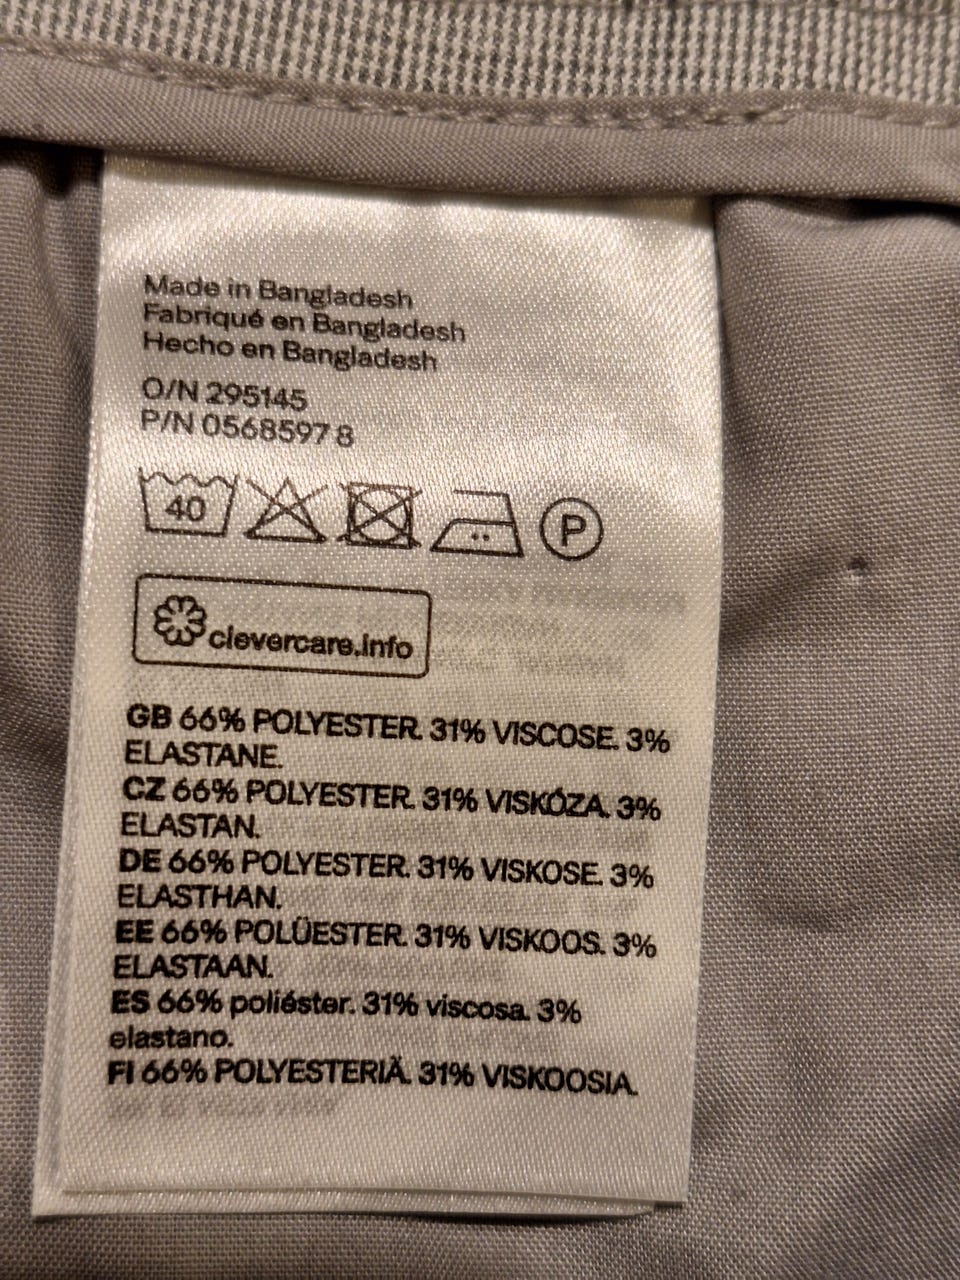 Made in Bangladesh
Fabriqué en Bangladesh
Hecho en Bangladesh
O/N 295145
P/N 0568597 8
40 P
clevercare.info
GB 66% POLYESTER. 31% VISCOSE. 3%
ELASTANE.
CZ 66% POLYESTER. 31% VISKÓZA. 3%
ELASTAN.
DE 66% POLYESTER. 31% VISKOSE. 3%
ELASTHAN.
EE 66% POLÜESTER. 31% VISKOOS. 3%
ELASTAAN.
ES 66% poliéster. 31% viscosa. 3%
elastano.
FI 66% POLYESTERIÄ. 31% VISKOOSIA.